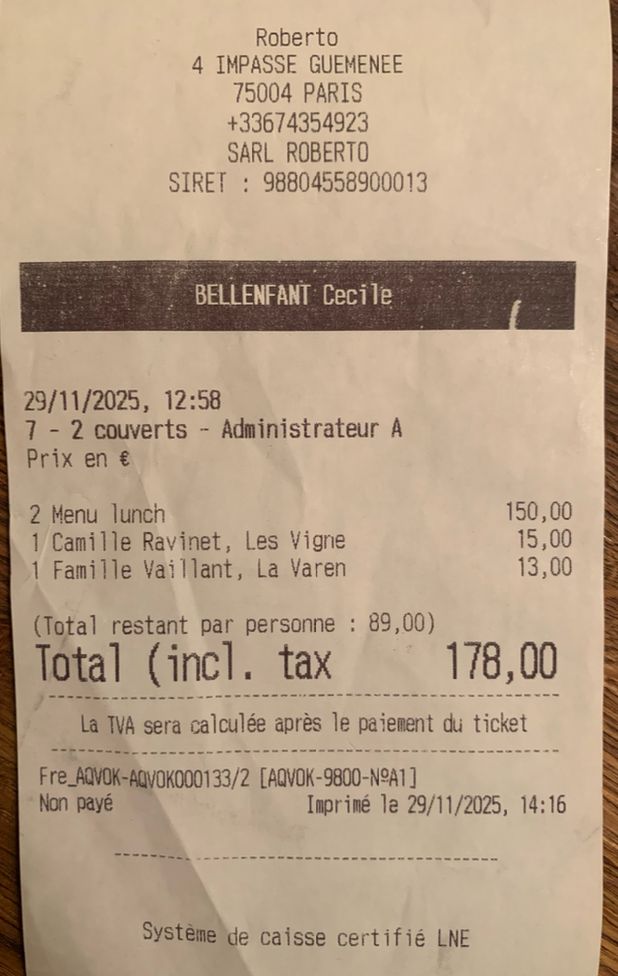 Roberto
4 IMPASSE GUEMENEE
75004 PARIS
+33674354923
SARL ROBERTO
SIRET : 98804558900013
BELLENFANT Cecile
29/11/2025, 12:58
7 - 2 couverts - Administrateur A
Prix en €
2 Menu lunch 150,00
1 Camille Ravinet, Les Vigne 15,00
1 Famille Vaillant, La Varen 13,00
(Total restant par personne : 89,00)
Total (incl. tax 178,00
La TVA sera calculée après le paiement du ticket
Fre_AQVOK-AQVOK000133/2 [AQVOK-9800-NºA1]
Non payé Imprimé le 29/11/2025, 14:16
Système de caisse certifié LNE